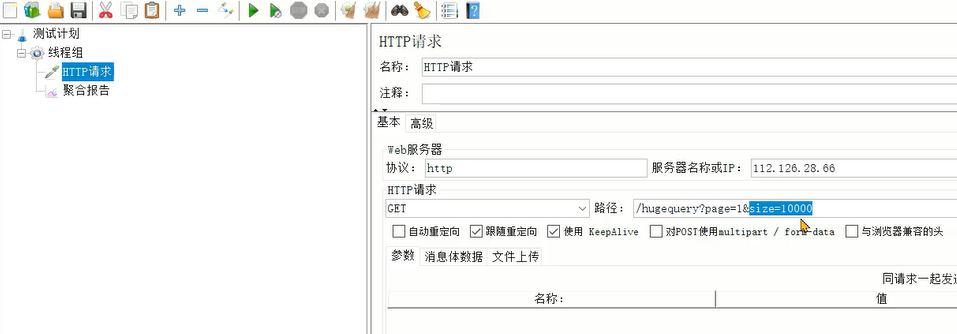 测试计划
线程组
HTTP请求
聚合报告
HTTP请求
名称: HTTP请求
注释:
基本 高级
Web服务器
协议: http 服务器名称或IP: 112.126.28.66
HTTP请求
GET 路径: /hugequery?page=1&size=10000
自动重定向 跟随重定向 使用 KeepAlive 对POST使用multipart / form-data 与浏览器兼容的头
参数 消息体数据 文件上传
同请求一起发送
名称: 值